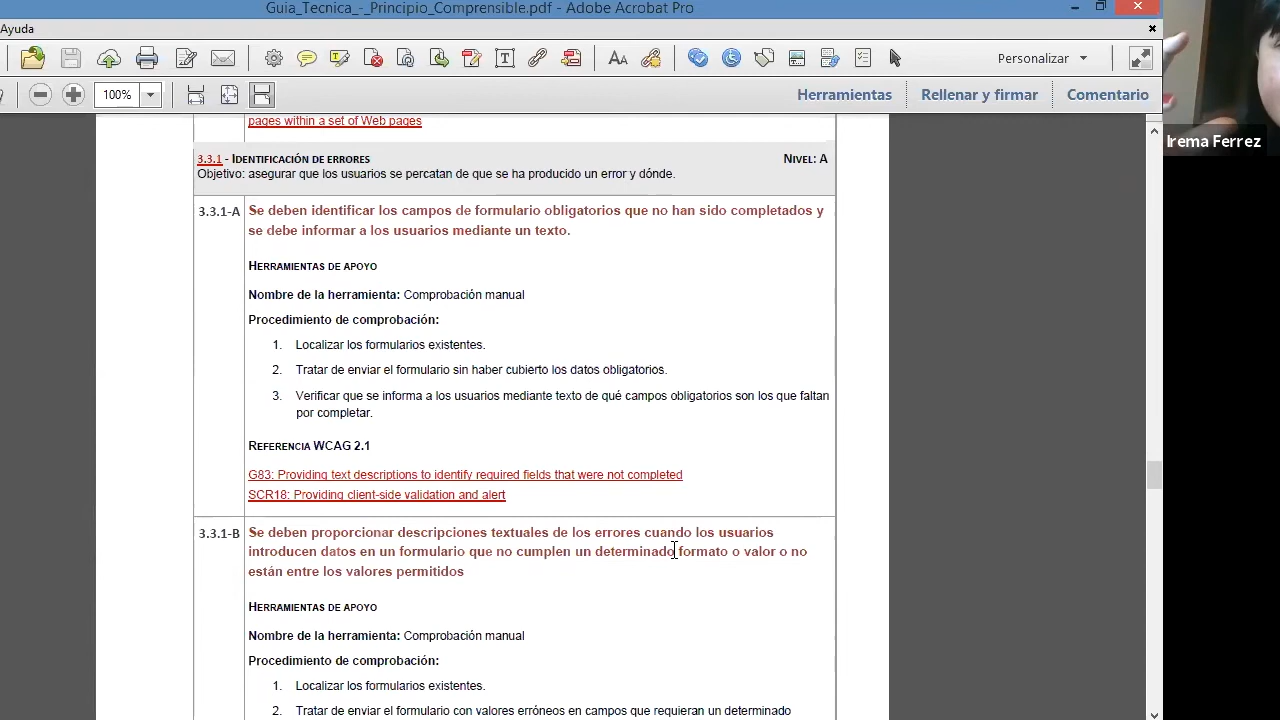 Guia_Tecnica_-_Principio_Comprensible.pdf - Adobe Acrobat Pro
Ayuda
Personalizar
100%
Herramientas
Rellenar y firmar
Comentario
Irema Ferrez
pages within a set of Web pages
3.3.1 - IDENTIFICACIÓN DE ERRORES NIVEL: A
Objetivo: asegurar que los usuarios se percatan de que se ha producido un error y dónde.
3.3.1-A Se deben identificar los campos de formulario obligatorios que no han sido completados y
se debe informar a los usuarios mediante un texto.
HERRAMIENTAS DE APOYO
Nombre de la herramienta: Comprobación manual
Procedimiento de comprobación:
1. Localizar los formularios existentes.
2. Tratar de enviar el formulario sin haber cubierto los datos obligatorios.
3. Verificar que se informa a los usuarios mediante texto de qué campos obligatorios son los que faltan
por completar.
REFERENCIA WCAG 2.1
G83: Providing text descriptions to identify required fields that were not completed
SCR18: Providing client-side validation and alert
3.3.1-B Se deben proporcionar descripciones textuales de los errores cuando los usuarios
introducen datos en un formulario que no cumplen un determinado formato o valor o no
están entre los valores permitidos
HERRAMIENTAS DE APOYO
Nombre de la herramienta: Comprobación manual
Procedimiento de comprobación:
1. Localizar los formularios existentes.
2. Tratar de enviar el formulario con valores erróneos en campos que requieran un determinado